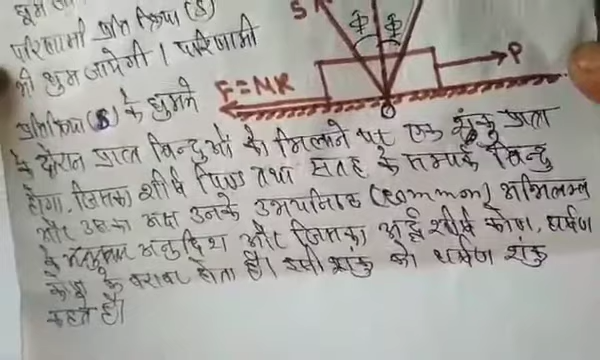 परिणामी प्रतिक्रिया (S)
भी घुम जायेगी। परिणामी
प्रतिक्रिया (S) के घुमने
S
Φ Φ
P
F=MR
O
के दौरान प्राप्त बिन्दुओं को मिलाने पर एक शंकु प्राप्त
होगा, जिसका शीर्ष पिण्ड तथा सतह के सम्पर्क बिन्दु
और उसका अक्ष उनके उभयनिष्ठ (common) अभिलम्ब
के अनुदिश और जिसका अर्द्ध शीर्ष कोण, घर्षण
कोण के बराबर होता है। इसी शंकु को घर्षण शंकु
कहते है।